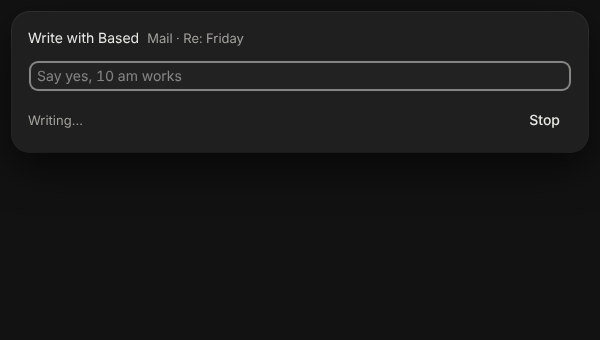 Write with Based Mail · Re: Friday
Say yes, 10 am works
Writing... Stop